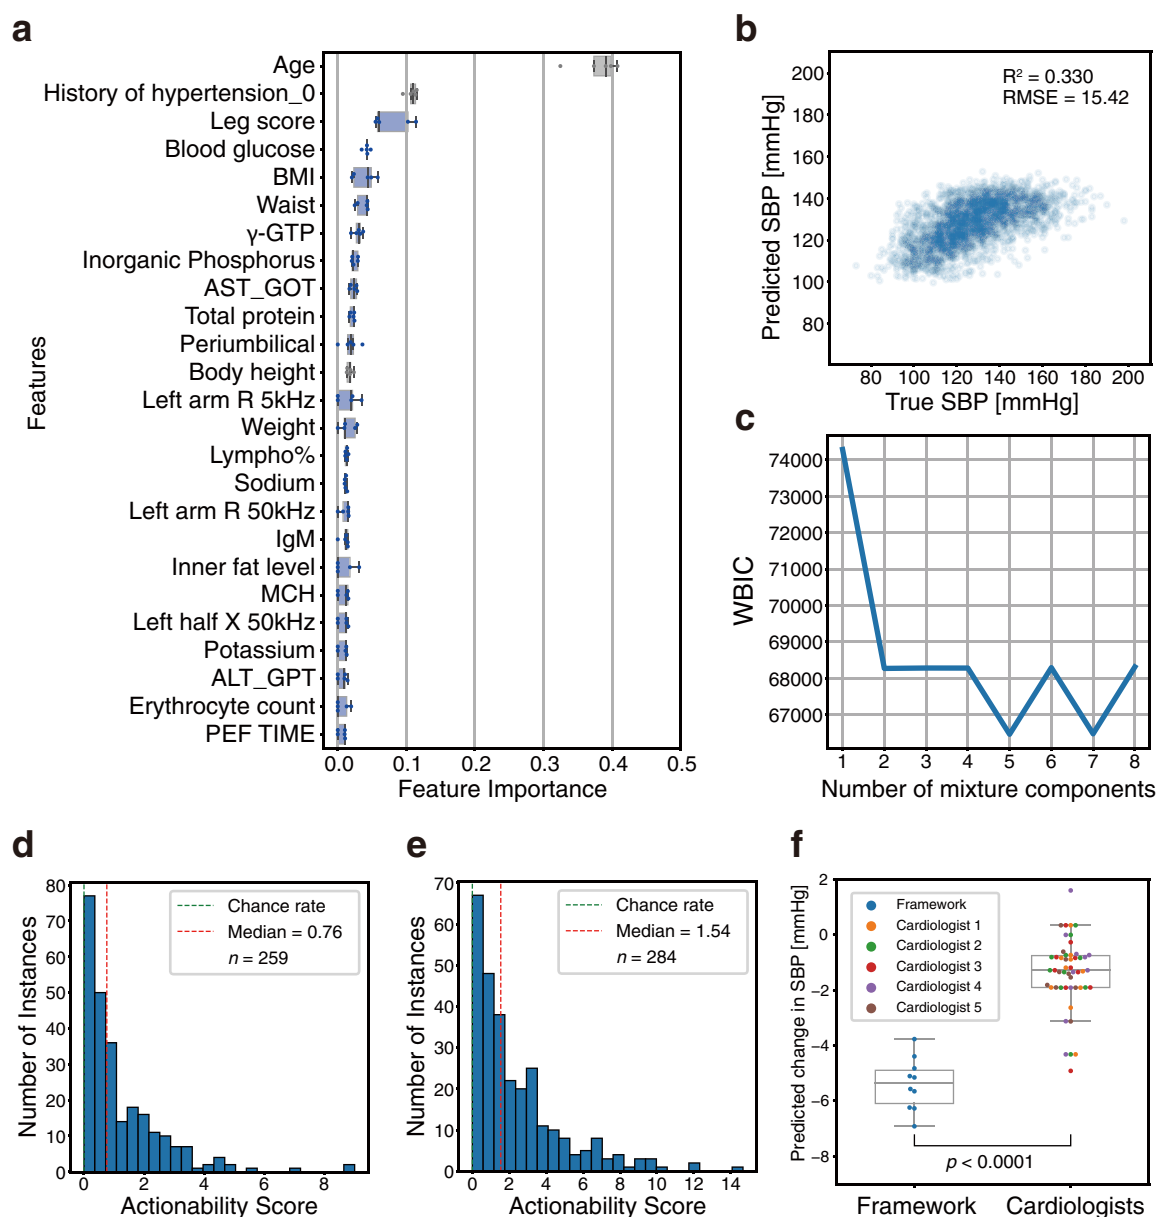 a
Age
History of hypertension_0
Leg score
Blood glucose
BMI
Waist
γ-GTP
Inorganic Phosphorus
AST_GOT
Total protein
Periumbilical
Body height
Left arm R 5kHz
Weight
Lympho%
Sodium
Left arm R 50kHz
IgM
Inner fat level
MCH
Left half X 50kHz
Potassium
ALT_GPT
Erythrocyte count
PEF TIME
Features
0.0 0.1 0.2 0.3 0.4 0.5
Feature Importance
b
R² = 0.330
RMSE = 15.42
200
180
160
140
120
100
80
Predicted SBP [mmHg]
80 100 120 140 160 180 200
True SBP [mmHg]
c
74000
73000
72000
71000
70000
69000
68000
67000
WBIC
1 2 3 4 5 6 7 8
Number of mixture components
d
80
70
60
50
40
30
20
10
0
Number of Instances
Chance rate
Median = 0.76
n = 259
0 2 4 6 8
Actionability Score
e
70
60
50
40
30
20
10
0
Number of Instances
Chance rate
Median = 1.54
n = 284
0 2 4 6 8 10 12 14
Actionability Score
f
2
0
−2
−4
−6
−8
Predicted change in SBP [mmHg]
Framework
Cardiologist 1
Cardiologist 2
Cardiologist 3
Cardiologist 4
Cardiologist 5
p < 0.0001
Framework Cardiologists